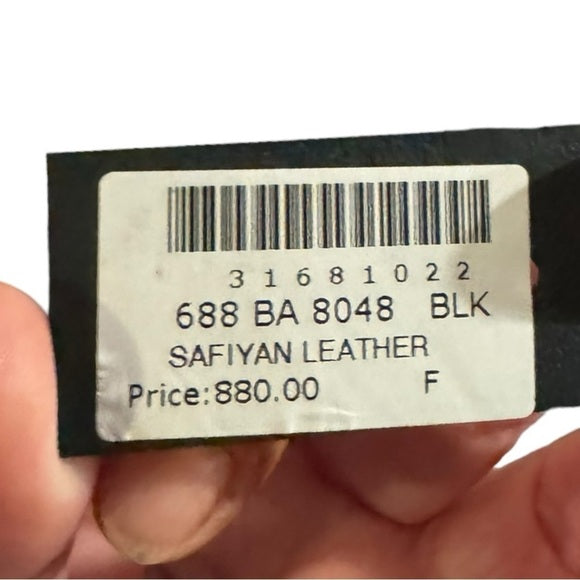 31681022
688 BA 8048 BLK
SAFIYAN LEATHER
Price:880.00 F